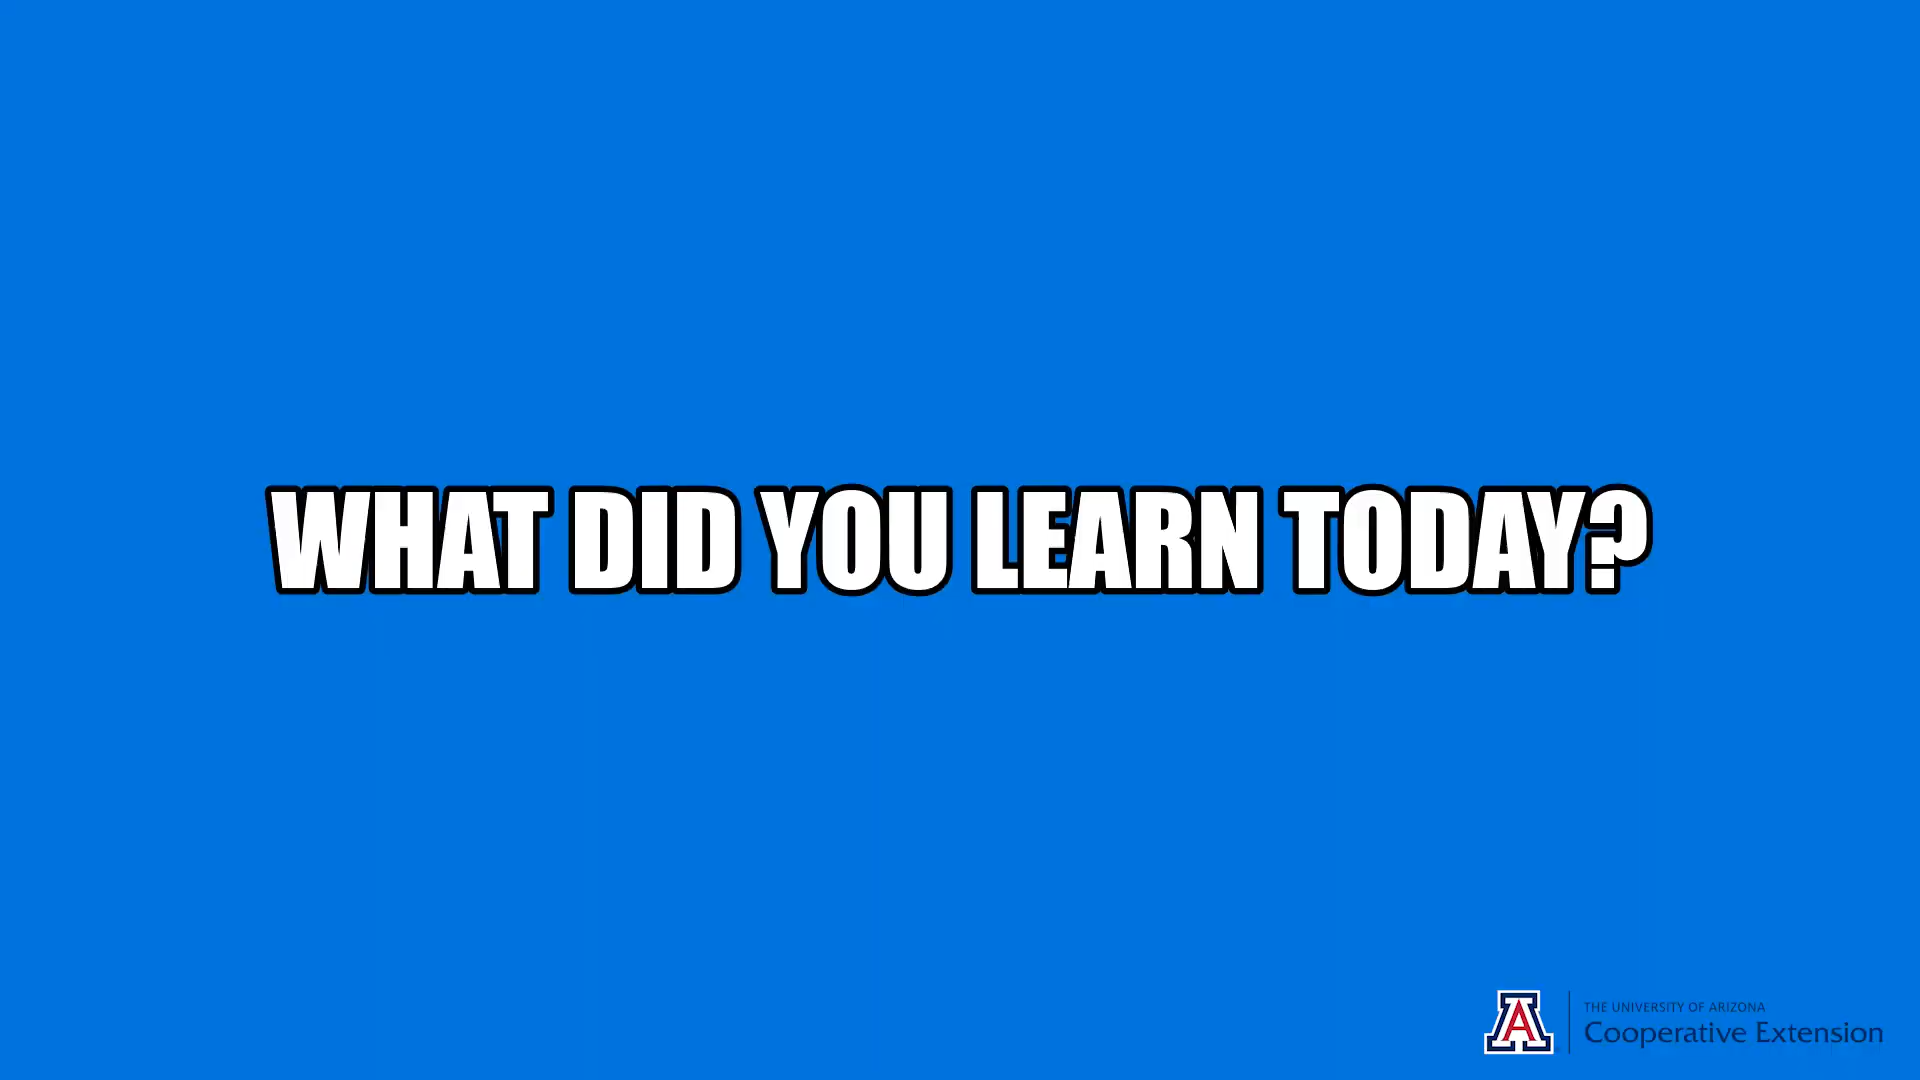 WHAT DID YOU LEARN TODAY?
A
THE UNIVERSITY OF ARIZONA
Cooperative Extension